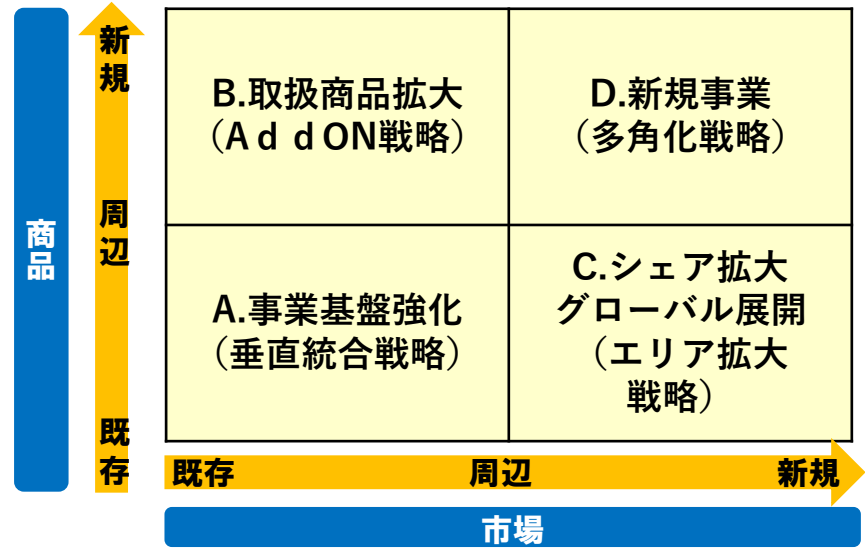 商品
新規
周辺
既存
B.取扱商品拡大
（AｄｄON戦略）
D.新規事業
（多角化戦略）
A.事業基盤強化
（垂直統合戦略）
C.シェア拡大
グローバル展開
（エリア拡大
戦略）
既存
周辺
新規
市場